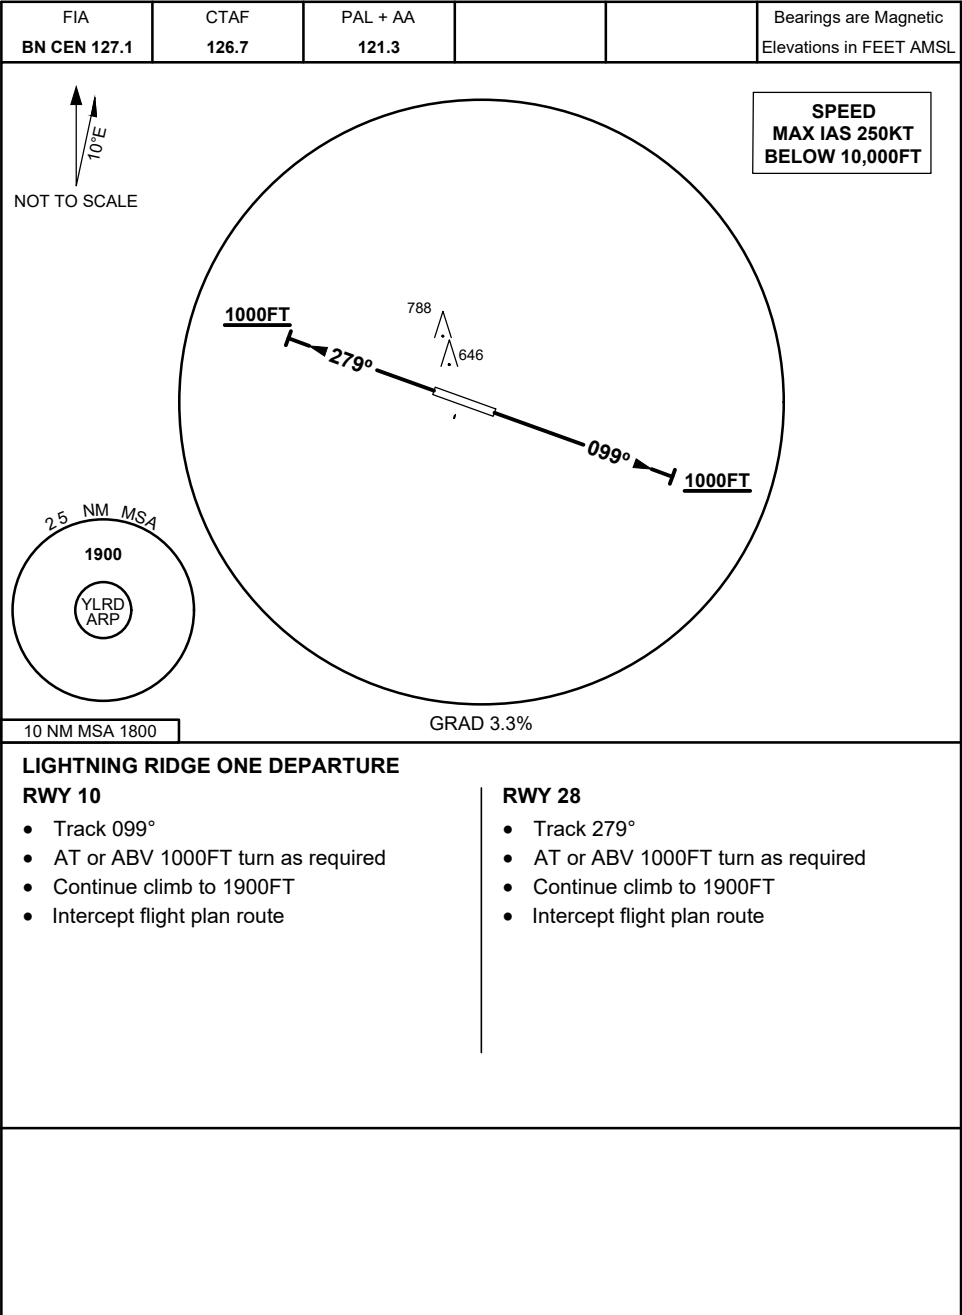 FIA
BN CEN 127.1
CTAF
126.7
PAL + AA
121.3
Bearings are Magnetic
Elevations in FEET AMSL
10°E
NOT TO SCALE
SPEED
MAX IAS 250KT
BELOW 10,000FT
1000FT
279°
788
646
099°
1000FT
25 NM MSA
1900
YLRD
ARP
10 NM MSA 1800
GRAD 3.3%
LIGHTNING RIDGE ONE DEPARTURE
RWY 10
• Track 099°
• AT or ABV 1000FT turn as required
• Continue climb to 1900FT
• Intercept flight plan route
RWY 28
• Track 279°
• AT or ABV 1000FT turn as required
• Continue climb to 1900FT
• Intercept flight plan route